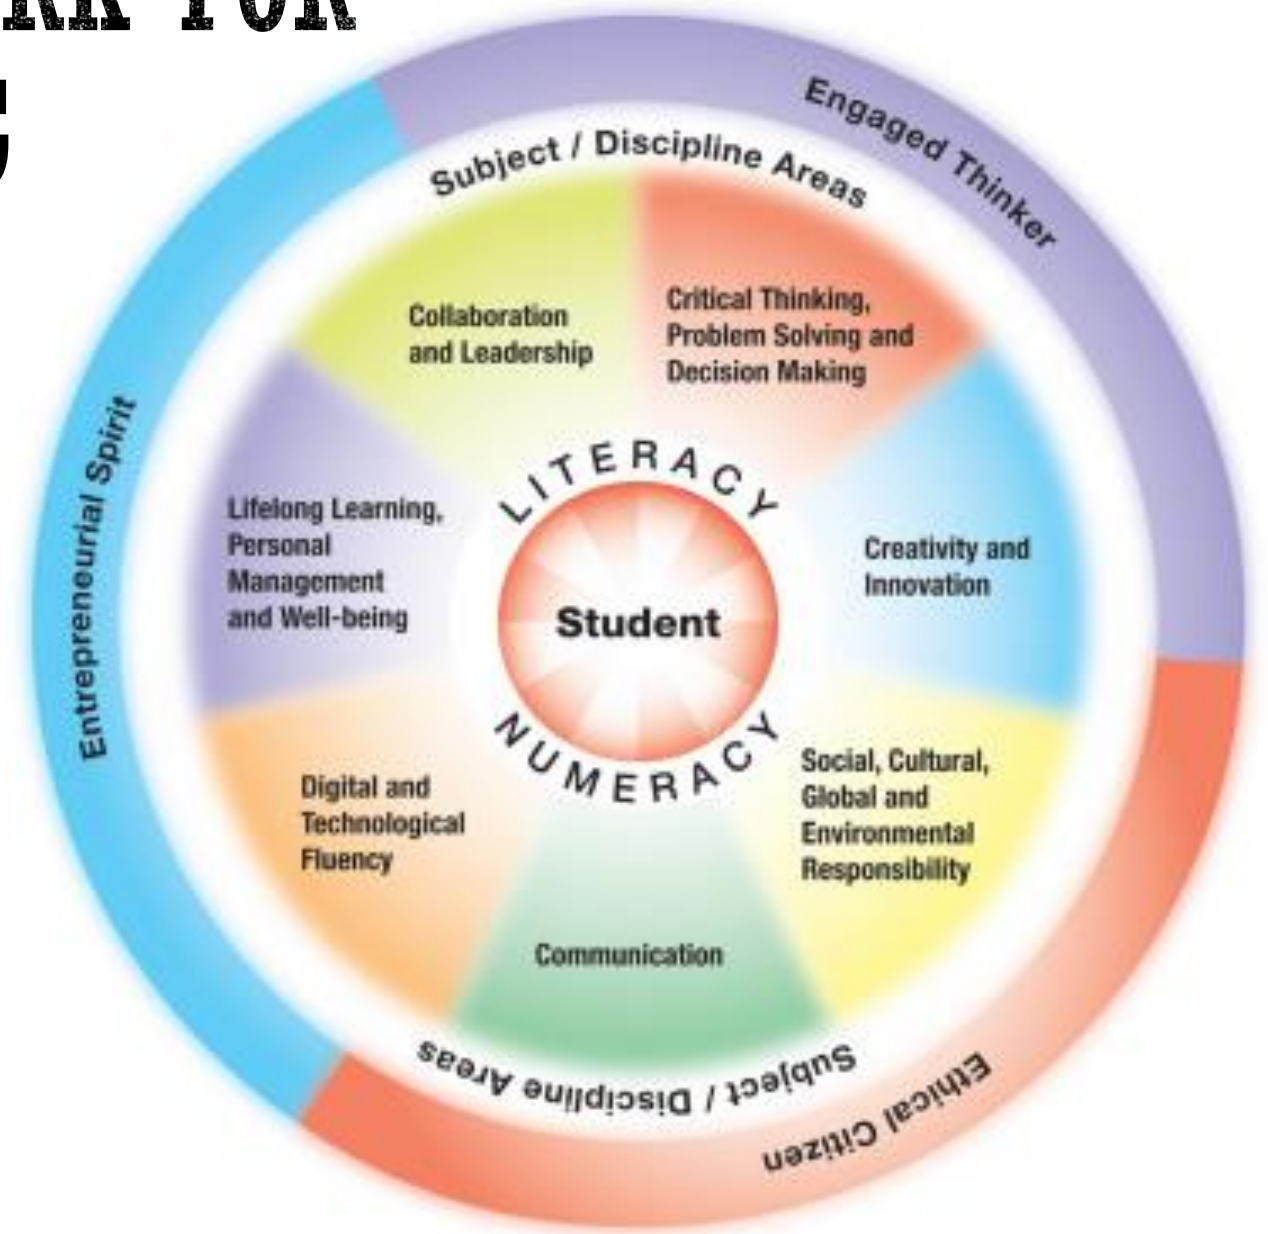 RK FOR
Engaged Thinker
Subject / Discipline Areas
Collaboration
and Leadership
Critical Thinking,
Problem Solving and
Decision Making
Entrepreneurial Spirit
Lifelong Learning,
Personal
Management
and Well-being
LITERACY
Student
NUMERACY
Creativity and
Innovation
Digital and
Technological
Fluency
Social, Cultural,
Global and
Environmental
Responsibility
Communication
Subject / Discipline Areas
Ethical Citizen